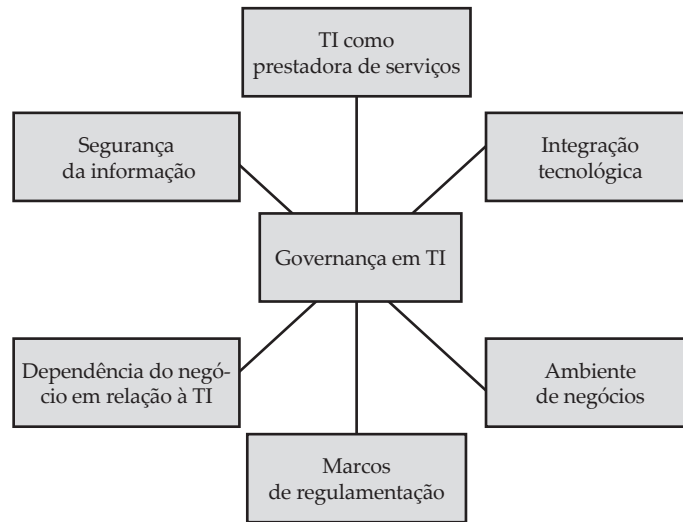 TI como
prestadora de serviços
Segurança
da informação
Integração
tecnológica
Governança em TI
Dependência do negó-
cio em relação à TI
Ambiente
de negócios
Marcos
de regulamentação